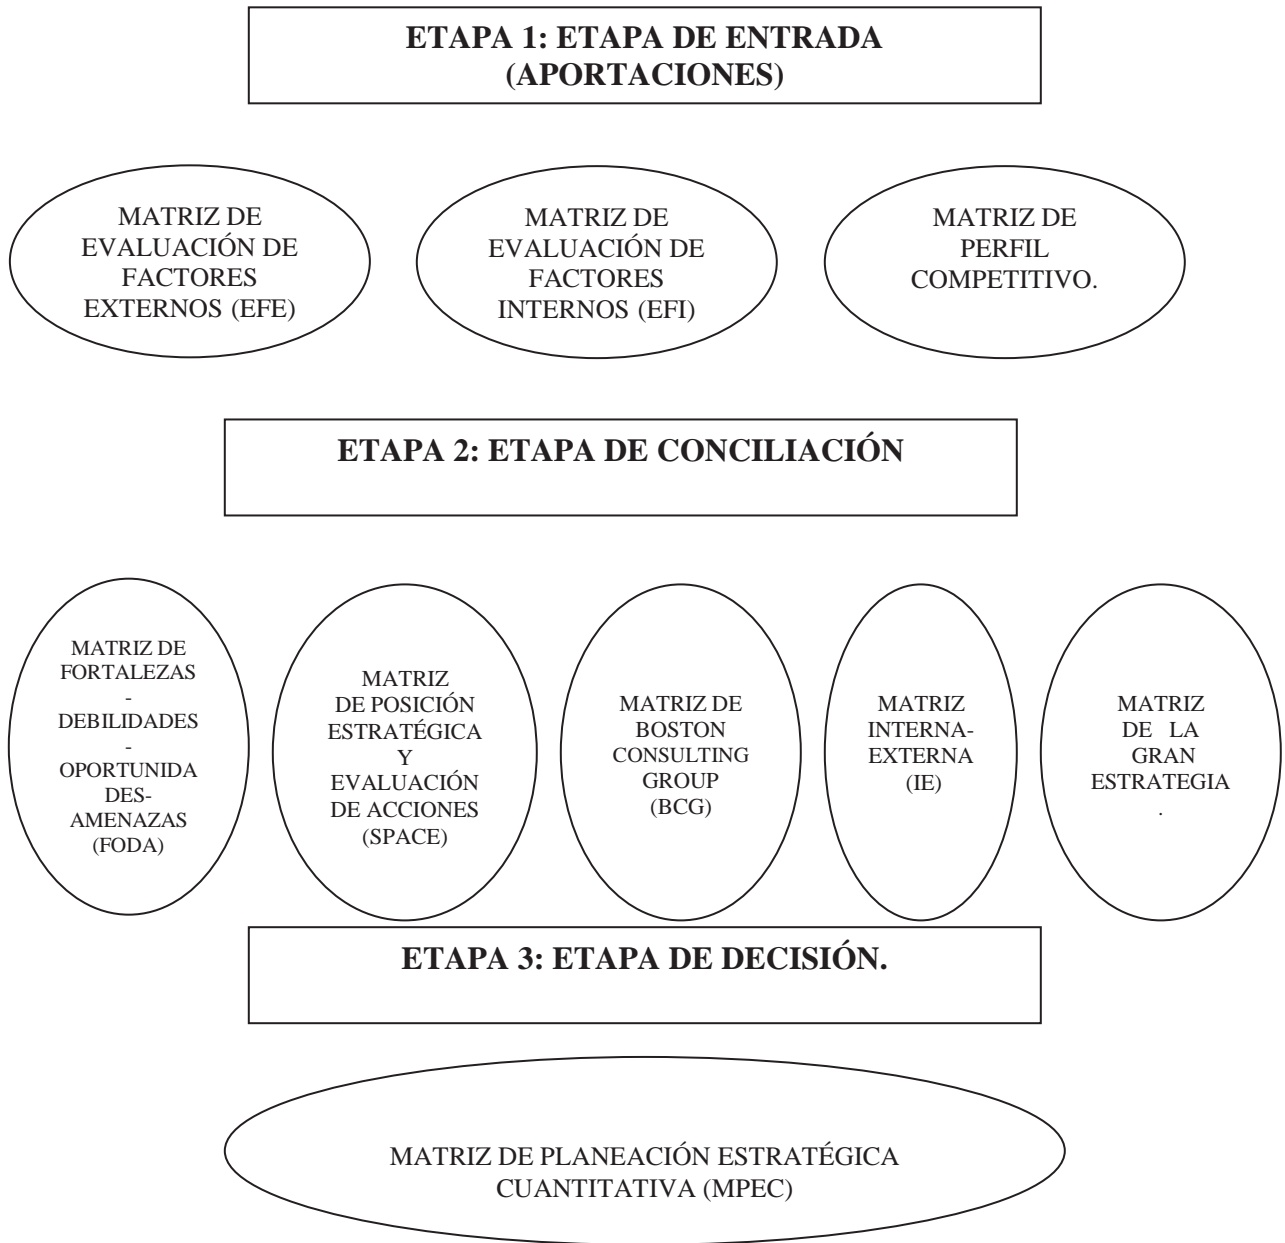 ETAPA 1: ETAPA DE ENTRADA
(APORTACIONES)
MATRIZ DE
EVALUACIÓN DE
FACTORES
EXTERNOS (EFE)
MATRIZ DE
EVALUACIÓN DE
FACTORES
INTERNOS (EFI)
MATRIZ DE
PERFIL
COMPETITIVO.
ETAPA 2: ETAPA DE CONCILIACIÓN
MATRIZ DE
FORTALEZAS
-
DEBILIDADES
-
OPORTUNIDA
DES-
AMENAZAS
(FODA)
MATRIZ
DE POSICIÓN
ESTRATÉGICA
Y
EVALUACIÓN
DE ACCIONES
(SPACE)
MATRIZ DE
BOSTON
CONSULTING
GROUP
(BCG)
MATRIZ
INTERNA-
EXTERNA
(IE)
MATRIZ
DE LA
GRAN
ESTRATEGIA
.
ETAPA 3: ETAPA DE DECISIÓN.
MATRIZ DE PLANEACIÓN ESTRATÉGICA
CUANTITATIVA (MPEC)